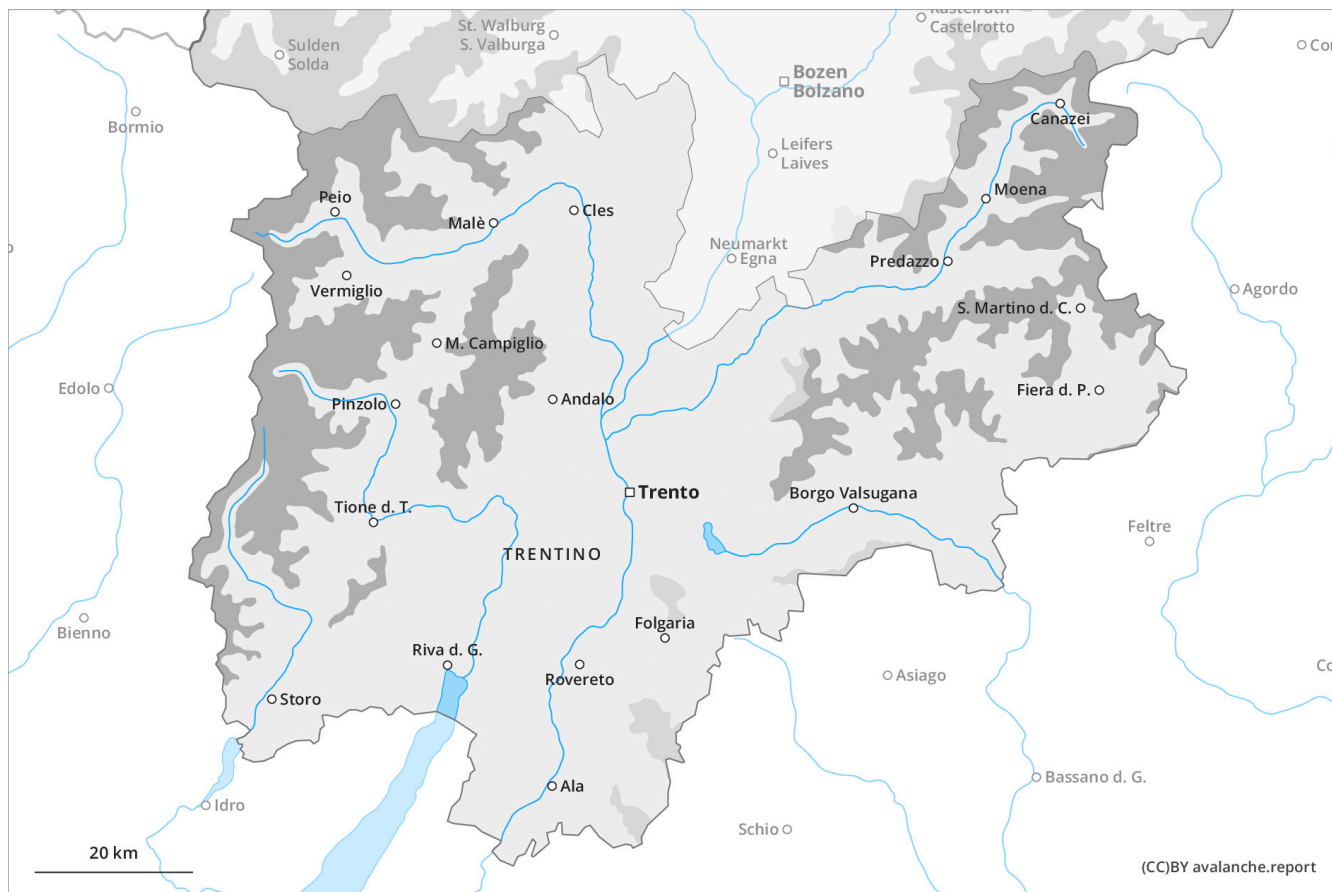 Kastelruth
Castelrotto
St. Walburg
S. Valburga
Sulden
Solda
Bozen
Bolzano
Bormio
Canazei
Leifers
Laives
Moena
Peio
Malè
Cles
Neumarkt
Egna
Predazzo
Vermiglio
Agordo
S. Martino d. C.
M. Campiglio
Edolo
Pinzolo
Andalo
Fiera d. P.
Trento
Borgo Valsugana
Tione d. T.
Feltre
TRENTINO
Bienno
Folgaria
Riva d. G.
Rovereto
Asiago
Storo
Bassano d. G.
Ala
Idro
Schio
20 km
(CC)BY avalanche.report